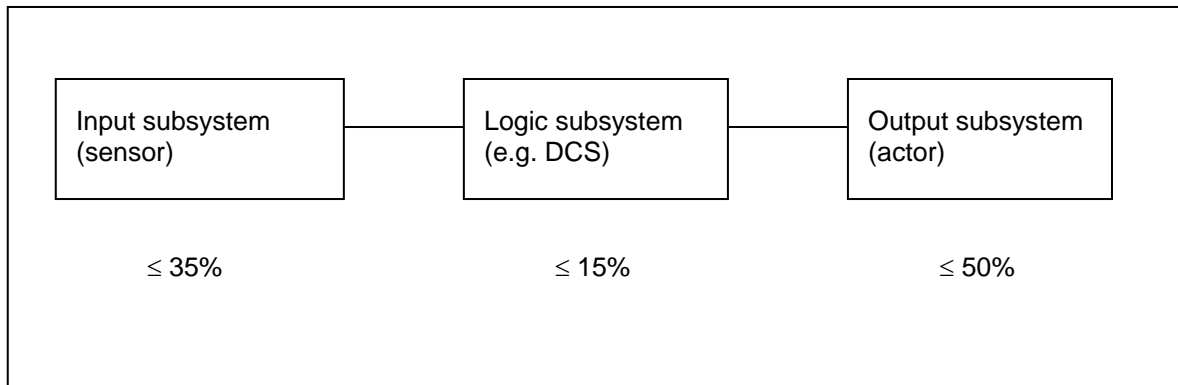 Input subsystem
(sensor)
Logic subsystem
(e.g. DCS)
Output subsystem
(actor)
≤ 35%
≤ 15%
≤ 50%